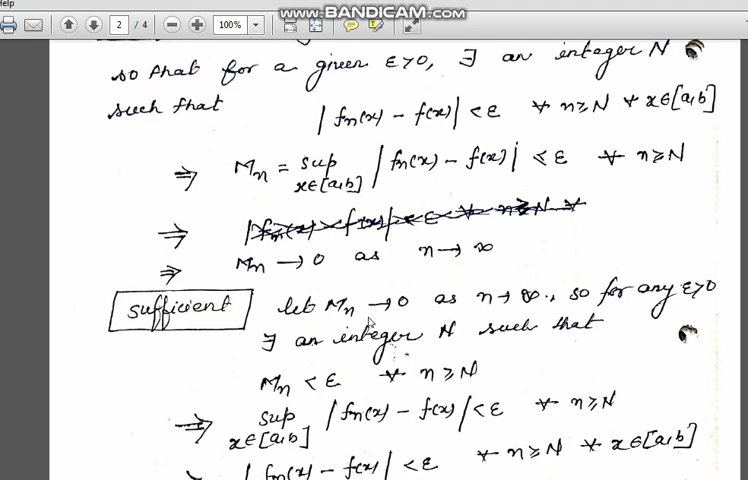 Help
WWW.BANDICAM.COM
2 / 4 100%
so that for a given ε>0, ∃ an integer N
such that
|fn(x) - f(x)| < ε ∀ n≥N ∀ x∈[a,b]
⇒ Mn = sup |fn(x) - f(x)| < ε ∀ n≥N
x∈[a,b]
⇒ |fn(x) - f(x)| < ε ∀ n≥N ∀
⇒ Mn → 0 as n → ∞
sufficient let Mn → 0 as n → ∞., so for any ε>0
∃ an integer N such that
Mn < ε ∀ n≥N
⇒ sup |fn(x) - f(x)| < ε ∀ n≥N
x∈[a,b]
|fn(x) - f(x)| < ε ∀ n≥N ∀ x∈[a,b]